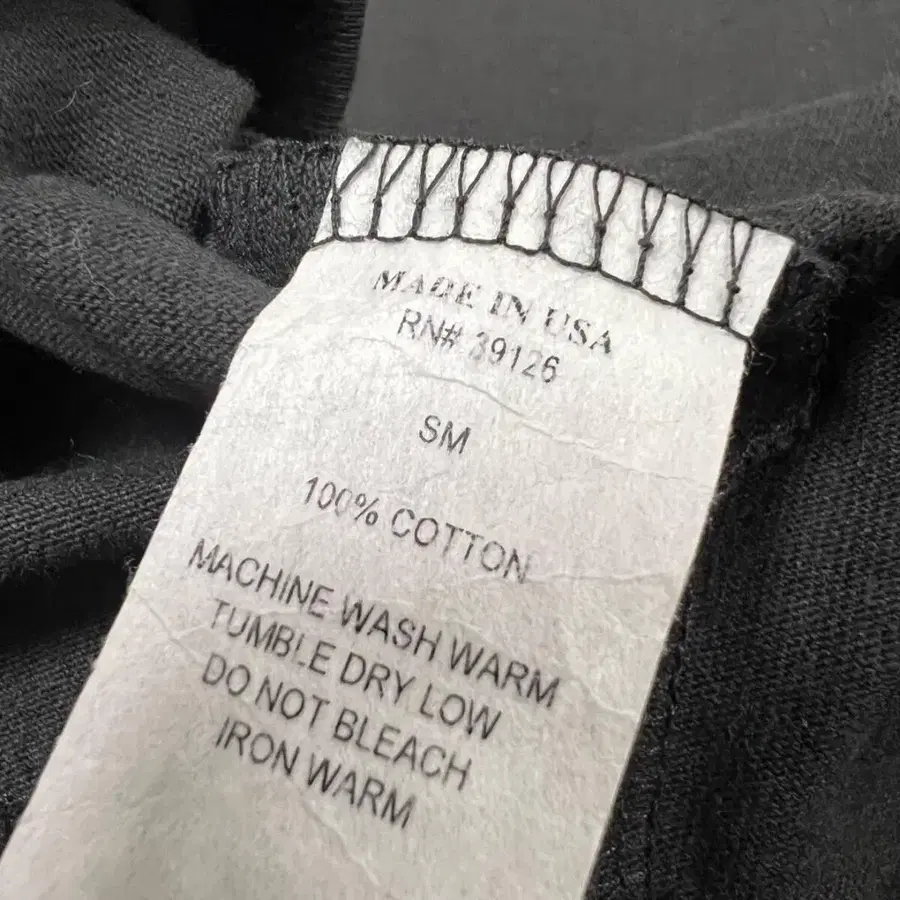 MADE IN USA
RN# 39126
SM
100% COTTON
MACHINE WASH WARM
TUMBLE DRY LOW
DO NOT BLEACH
IRON WARM